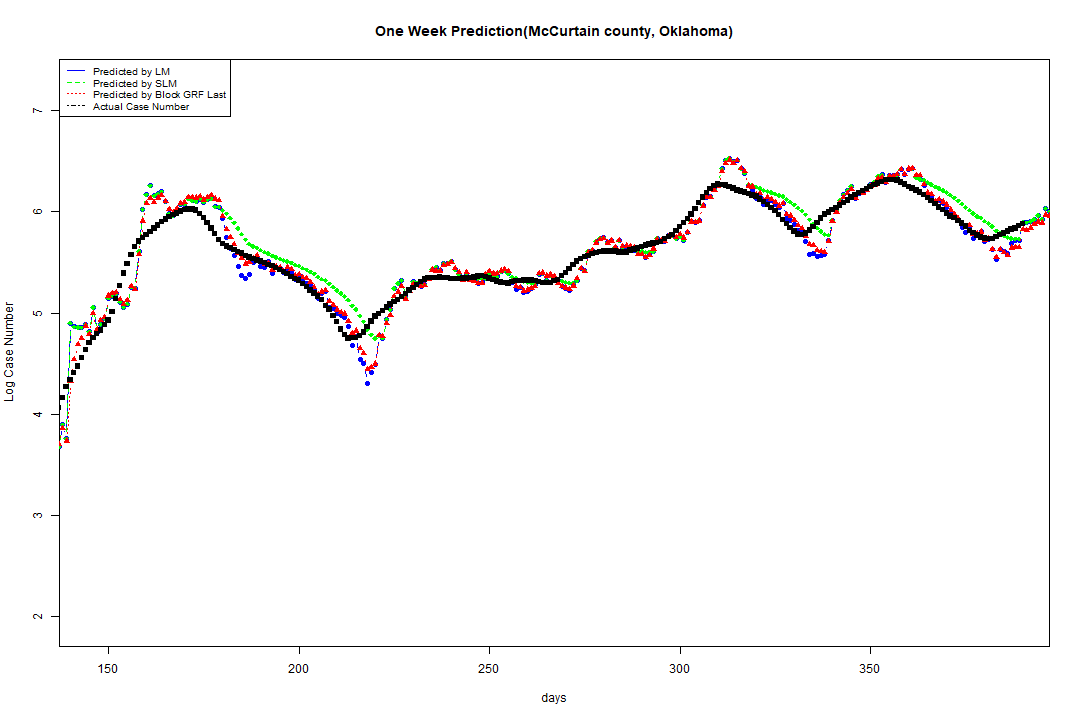 One Week Prediction(McCurtain county, Oklahoma)
Predicted by LM
Predicted by SLM
Predicted by Block GRF Last
Actual Case Number
7
6
5
4
3
2
Log Case Number
150 200 250 300 350
days